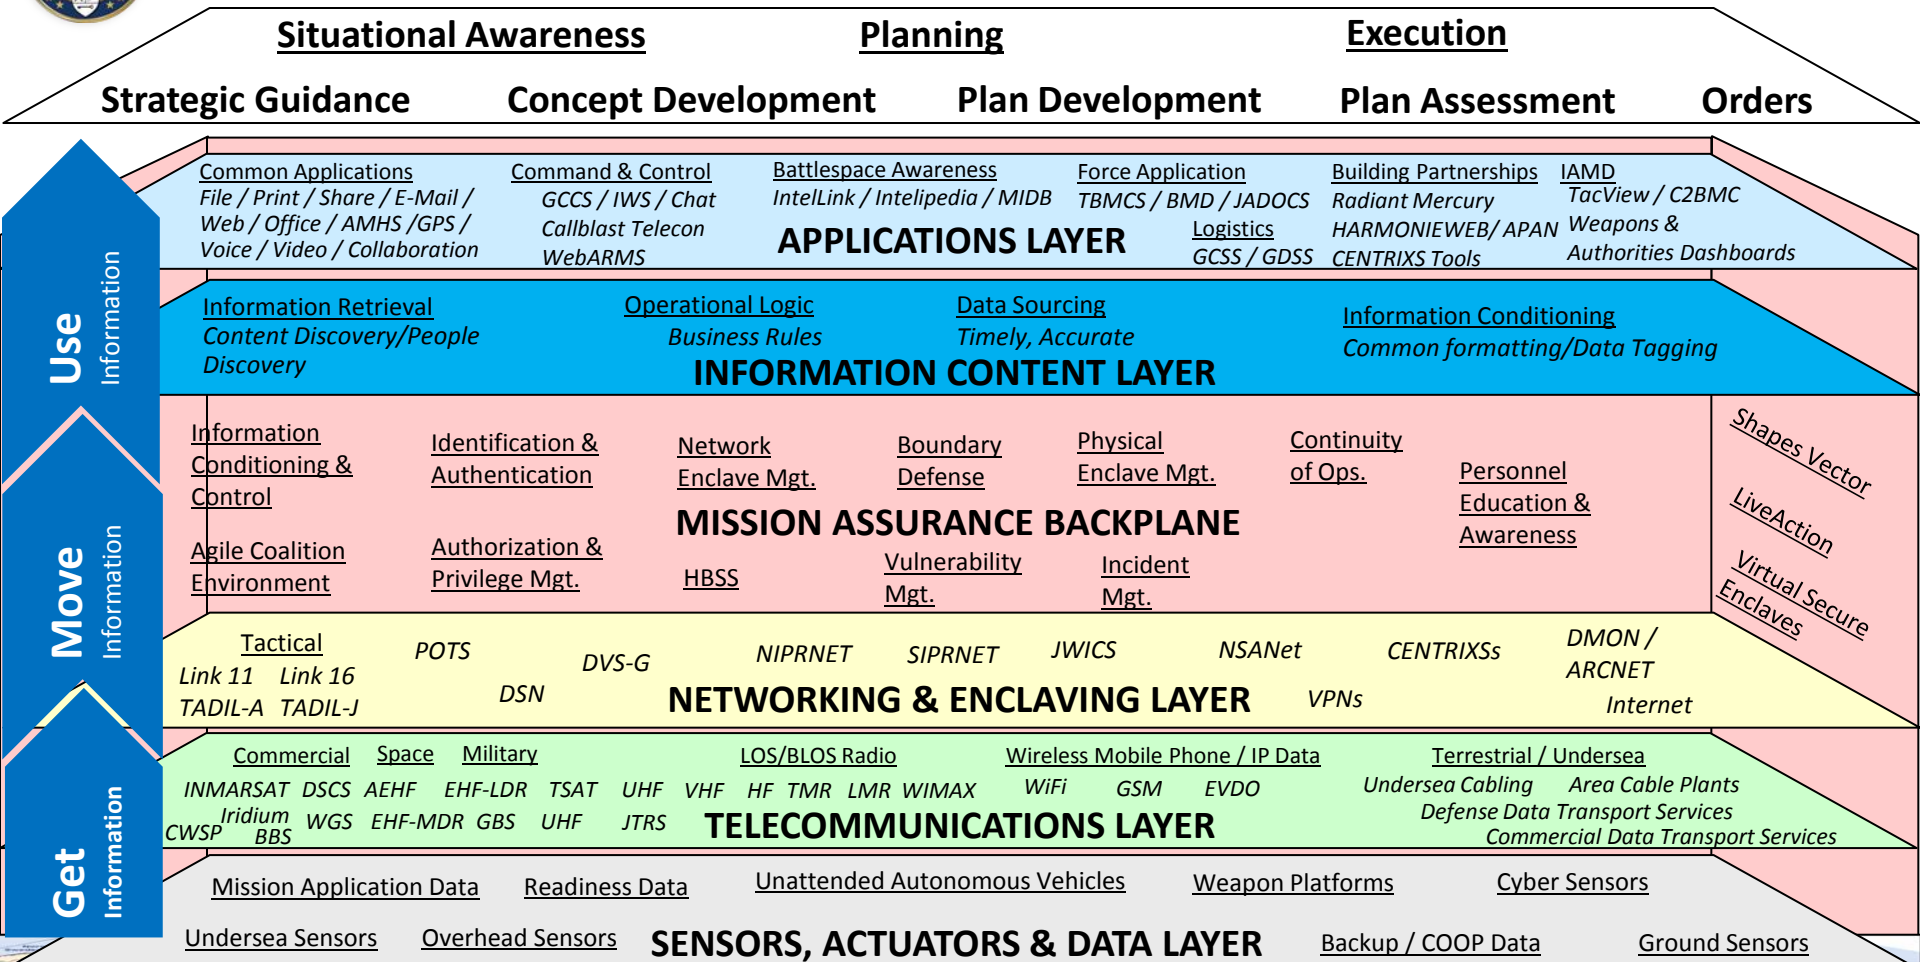 Situational Awareness Planning Execution
Strategic Guidance Concept Development Plan Development Plan Assessment Orders
Use
Information
Move
Information
Get
Information
Common Applications
File / Print / Share / E-Mail /
Web / Office / AMHS /GPS /
Voice / Video / Collaboration
Command & Control
GCCS / IWS / Chat
Callblast Telecon
WebARMS
Battlespace Awareness
IntelLink / Intelipedia / MIDB
Force Application
TBMCS / BMD / JADOCS
Logistics
GCSS / GDSS
Building Partnerships
Radiant Mercury
HARMONIEWEB/ APAN
CENTRIXS Tools
IAMD
TacView / C2BMC
Weapons &
Authorities Dashboards
APPLICATIONS LAYER
Information Retrieval
Content Discovery/People
Discovery
Operational Logic
Business Rules
Data Sourcing
Timely, Accurate
Information Conditioning
Common formatting/Data Tagging
INFORMATION CONTENT LAYER
Information
Conditioning &
Control
Identification &
Authentication
Network
Enclave Mgt.
Boundary
Defense
Physical
Enclave Mgt.
Continuity
of Ops.
Personnel
Education &
Awareness
MISSION ASSURANCE BACKPLANE
Agile Coalition
Environment
Authorization &
Privilege Mgt.
HBSS
Vulnerability
Mgt.
Incident
Mgt.
Shapes Vector
LiveAction
Virtual Secure
Enclaves
Tactical
Link 11 Link 16
TADIL-A TADIL-J
POTS
DSN
DVS-G
NIPRNET
SIPRNET
JWICS
NSANet
CENTRIXSs
VPNs
DMON /
ARCNET
Internet
NETWORKING & ENCLAVING LAYER
Commercial Space Military LOS/BLOS Radio Wireless Mobile Phone / IP Data Terrestrial / Undersea
INMARSAT DSCS AEHF EHF-LDR TSAT UHF VHF HF TMR LMR WIMAX WiFi GSM EVDO Undersea Cabling Area Cable Plants
CWSP Iridium
BBS WGS EHF-MDR GBS UHF JTRS
Defense Data Transport Services
Commercial Data Transport Services
TELECOMMUNICATIONS LAYER
Mission Application Data Readiness Data Unattended Autonomous Vehicles Weapon Platforms Cyber Sensors
Undersea Sensors Overhead Sensors SENSORS, ACTUATORS & DATA LAYER Backup / COOP Data Ground Sensors